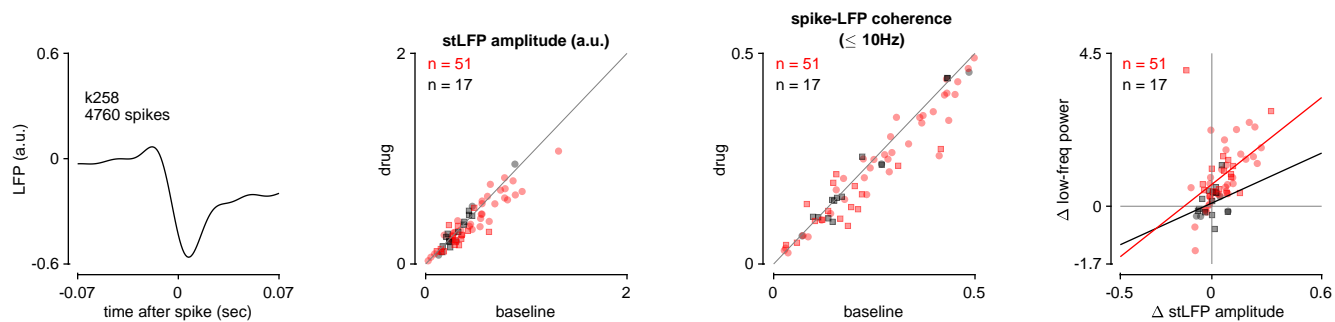 0.6
0
-0.6
LFP (a.u.)
k258
4760 spikes
-0.07
0
0.07
time after spike (sec)
stLFP amplitude (a.u.)
2
n = 51
n = 17
drug
0
0
2
baseline
spike-LFP coherence
(≤ 10Hz)
0.5
n = 51
n = 17
drug
0
0
0.5
baseline
4.5
n = 51
n = 17
Δ low-freq power
0
-1.7
-0.5
0
0.6
Δ stLFP amplitude